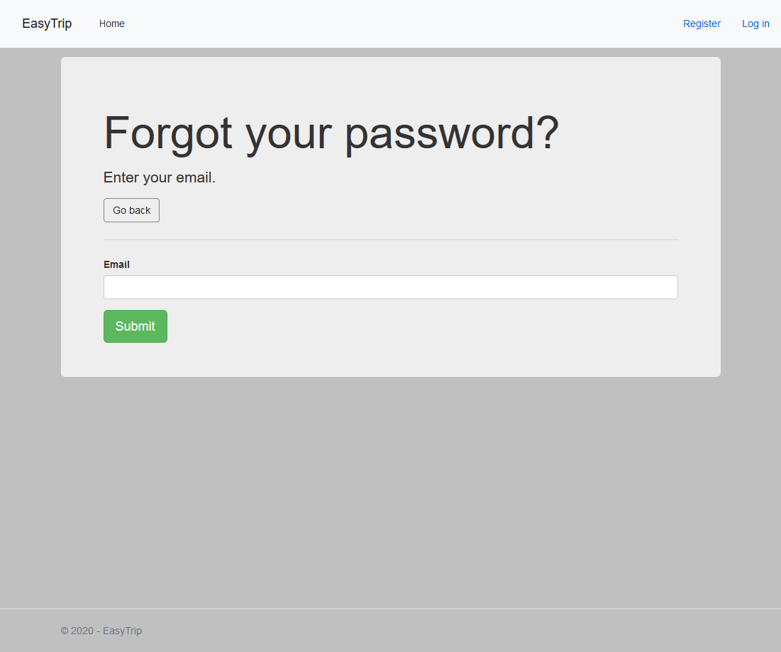 EasyTrip Home Register Log in
Forgot your password?
Enter your email.
Go back
Email
Submit
© 2020 - EasyTrip